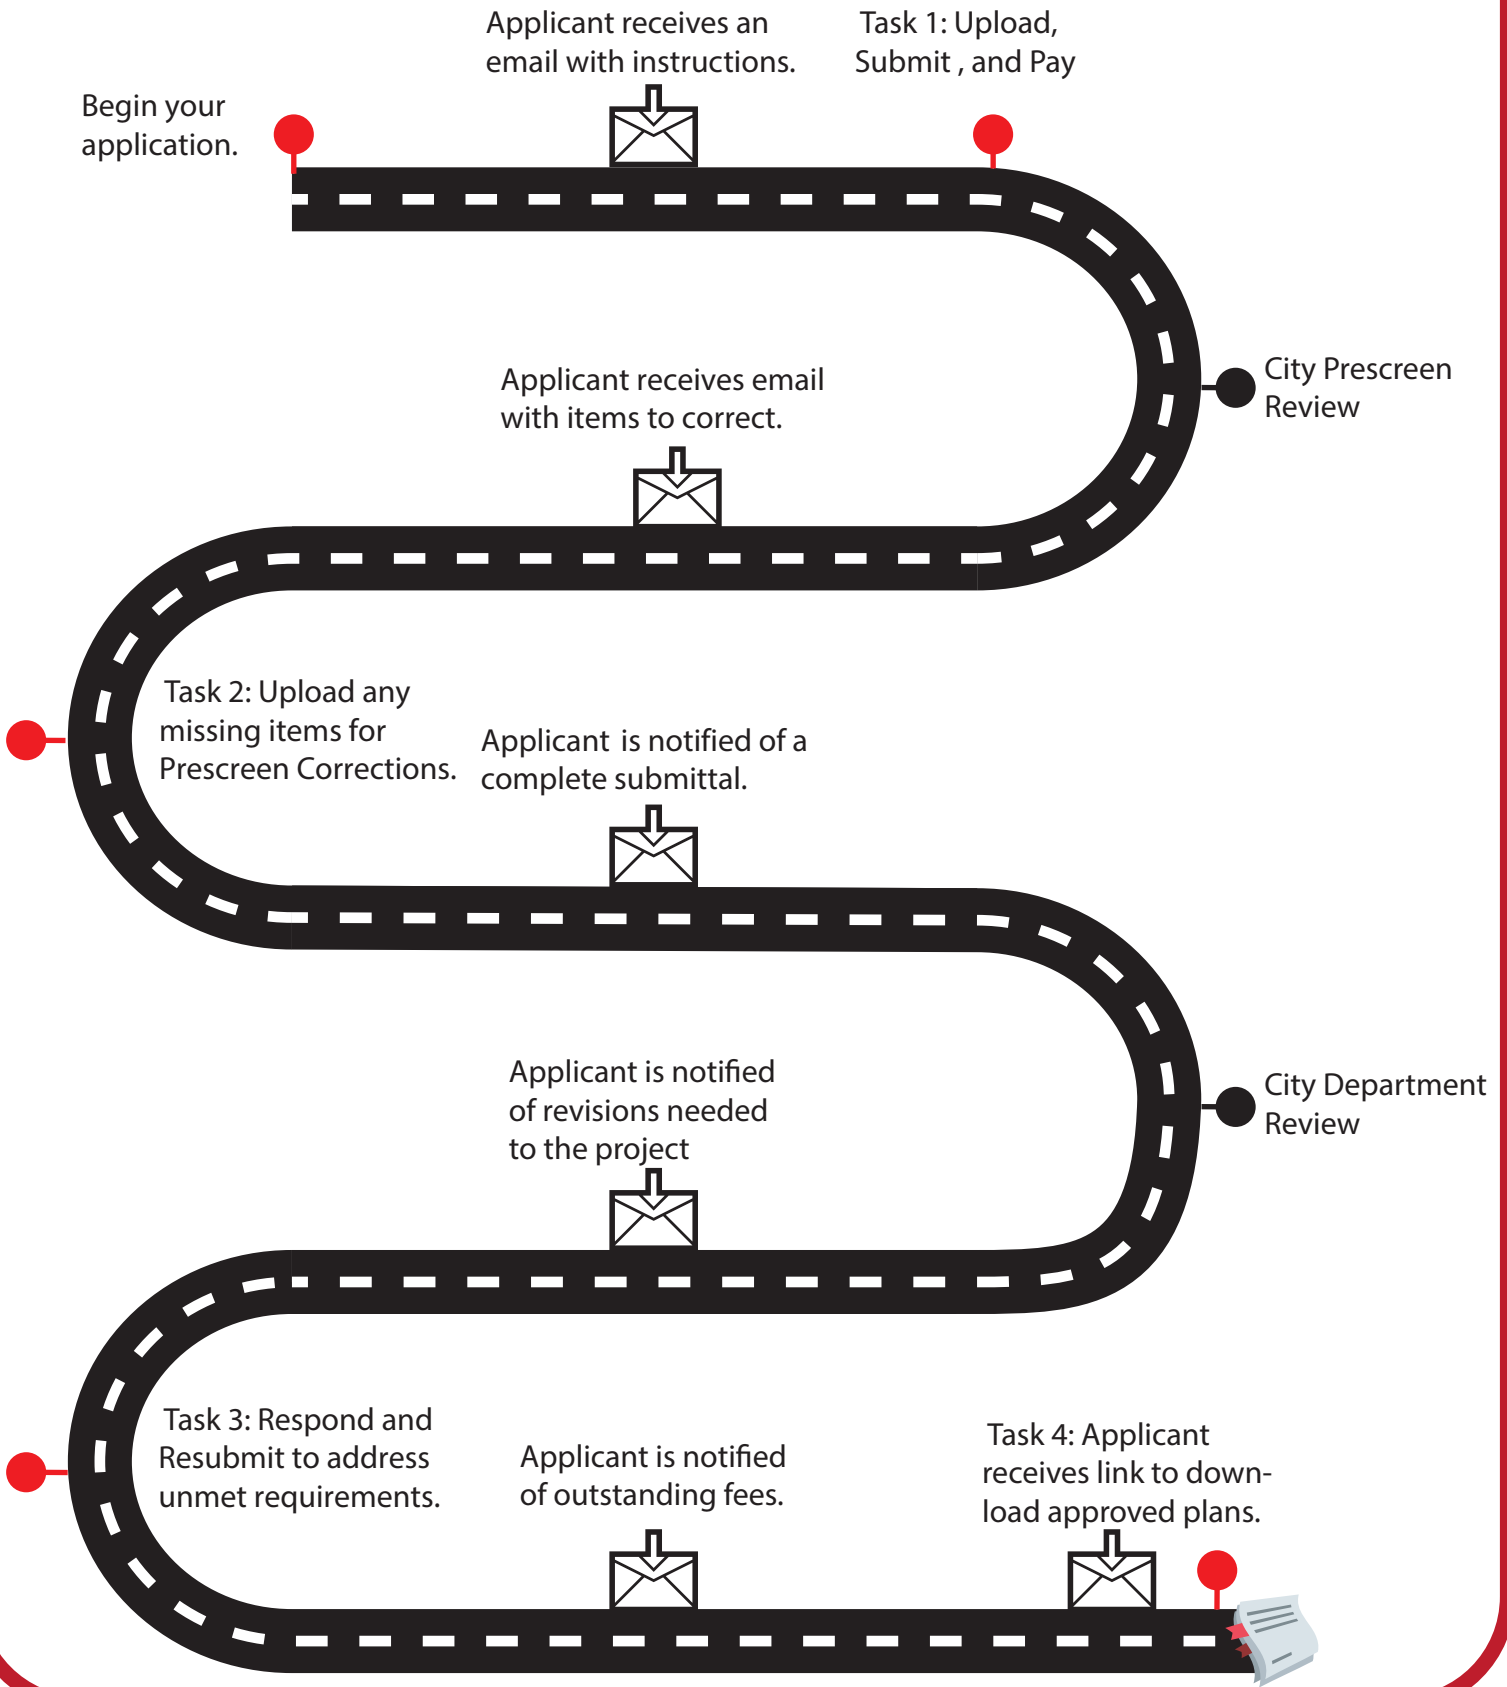 Begin your
application.
Applicant receives an
email with instructions.
Task 1: Upload,
Submit , and Pay
City Prescreen
Review
Applicant receives email
with items to correct.
Task 2: Upload any
missing items for
Prescreen Corrections.
Applicant is notified of a
complete submittal.
City Department
Review
Applicant is notified
of revisions needed
to the project
Task 3: Respond and
Resubmit to address
unmet requirements.
Applicant is notified
of outstanding fees.
Task 4: Applicant
receives link to down-
load approved plans.